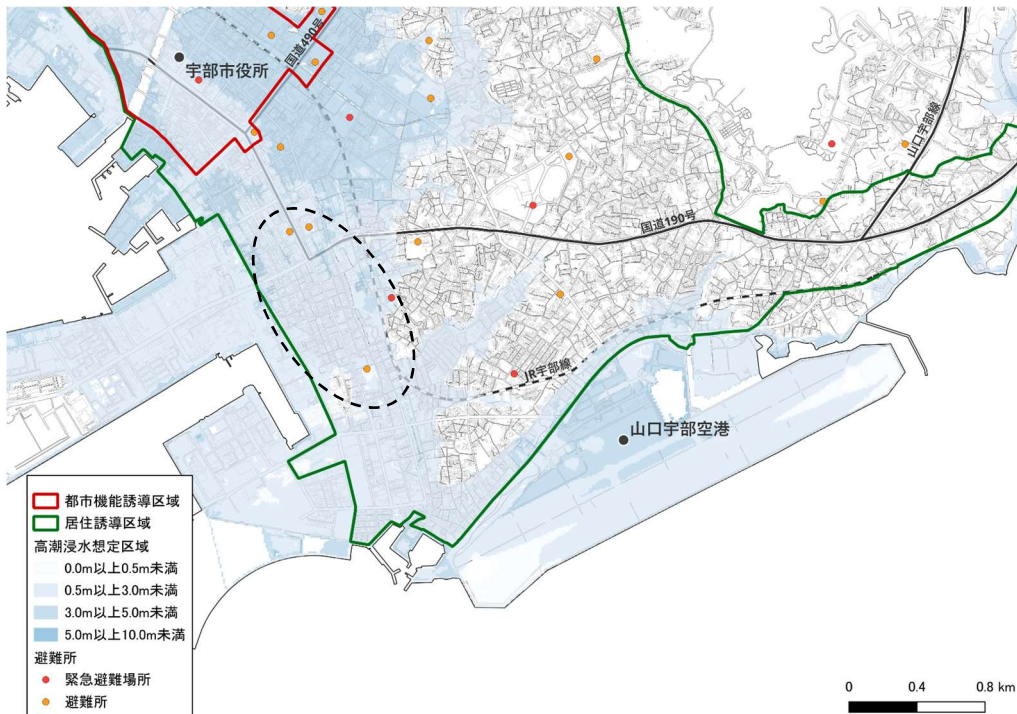 国道490号
宇部市役所
山口宇部線
国道190号
JR宇部線
山口宇部空港
都市機能誘導区域
居住誘導区域
高潮浸水想定区域
0.0m以上0.5m未満
0.5m以上3.0m未満
3.0m以上5.0m未満
5.0m以上10.0m未満
避難所
緊急避難場所
避難所
0 0.4 0.8 km